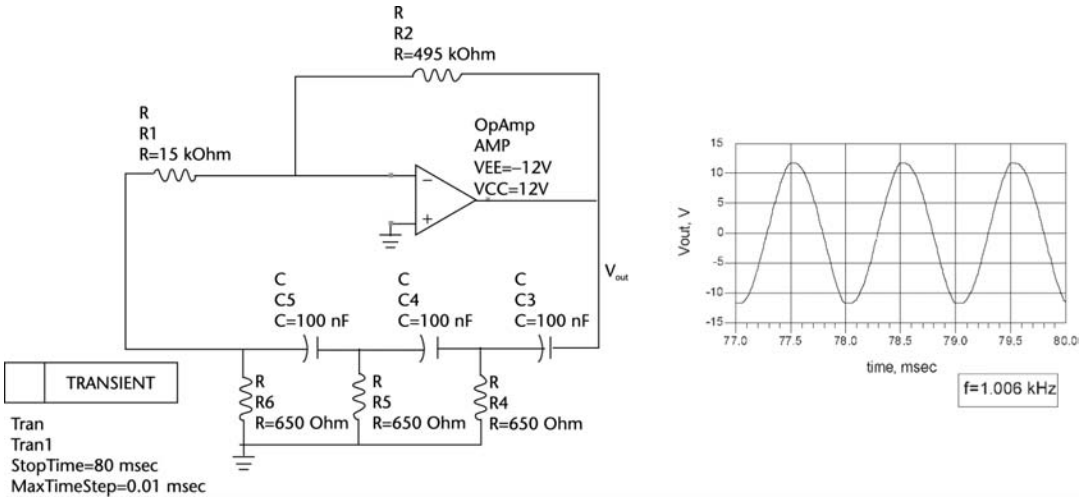 R
R2
R=495 kOhm
R
R1
R=15 kOhm
OpAmp
AMP
VEE=−12V
VCC=12V
−
+
Vout
C
C5
C=100 nF
C
C4
C=100 nF
C
C3
C=100 nF
R
R6
R=650 Ohm
R
R5
R=650 Ohm
R
R4
R=650 Ohm
TRANSIENT
Tran
Tran1
StopTime=80 msec
MaxTimeStep=0.01 msec
Vout, V
15
10
5
0
-5
-10
-15
77.0 77.5 78.0 78.5 79.0 79.5 80.0
time, msec
f=1.006 kHz